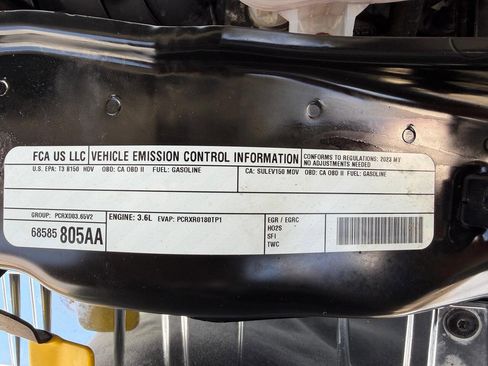 FCA US LLC VEHICLE EMISSION CONTROL INFORMATION CONFORMS TO REGULATIONS: 2023 MY
NO ADJUSTMENTS NEEDED
U.S. EPA: T3 B150 HDV OBD: CA OBD II FUEL: GASOLINE CA: SULEV150 MDV OBD: CA OBD II FUEL: GASOLINE
GROUP: PCRXD03.65V2 ENGINE: 3.6L EVAP: PCRXR0180TP1 EGR / EGRC
HO2S
68585 805AA SFI
TWC